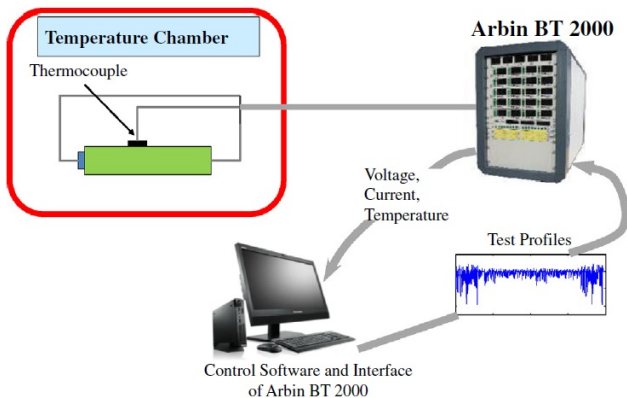 Temperature Chamber
Thermocouple
Arbin BT 2000
Voltage,
Current,
Temperature
Test Profiles
Control Software and Interface
of Arbin BT 2000